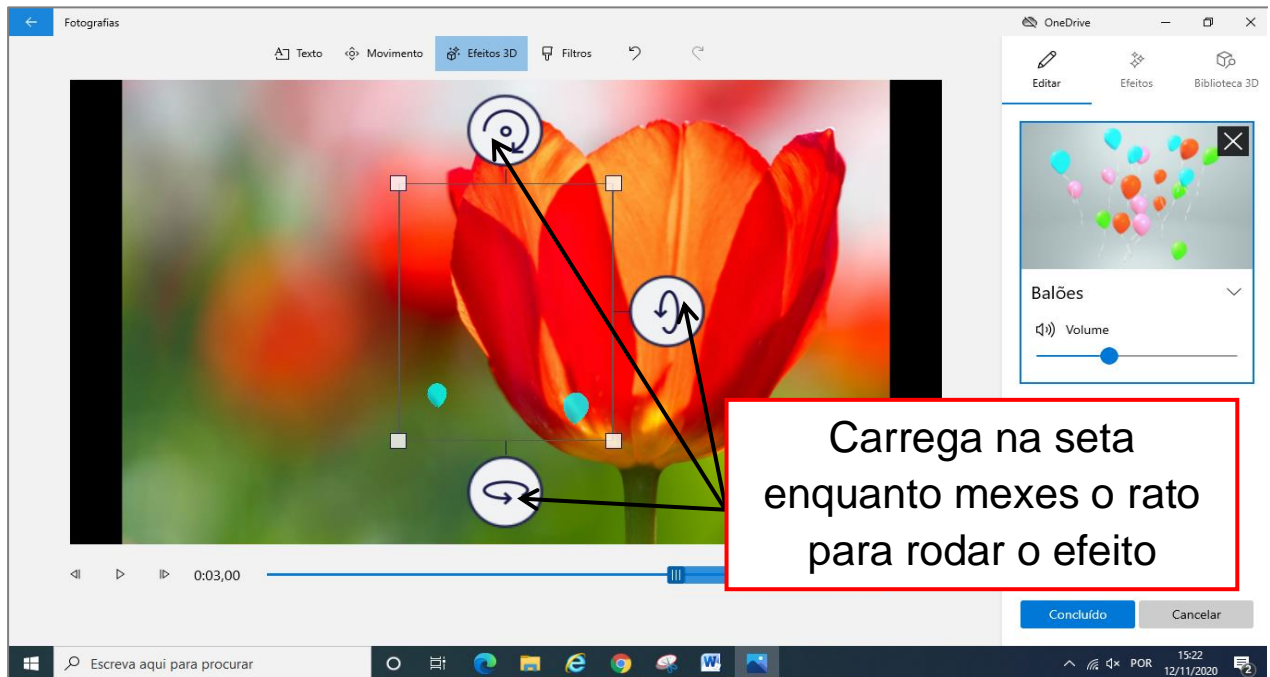 Fotografias
OneDrive
Texto
Movimento
Efeitos 3D
Filtros
Editar
Efeitos
Biblioteca 3D
Balões
Volume
Carrega na seta
enquanto mexes o rato
para rodar o efeito
0:03,00
Concluído
Cancelar
Escreva aqui para procurar
POR
15:22
12/11/2020
2